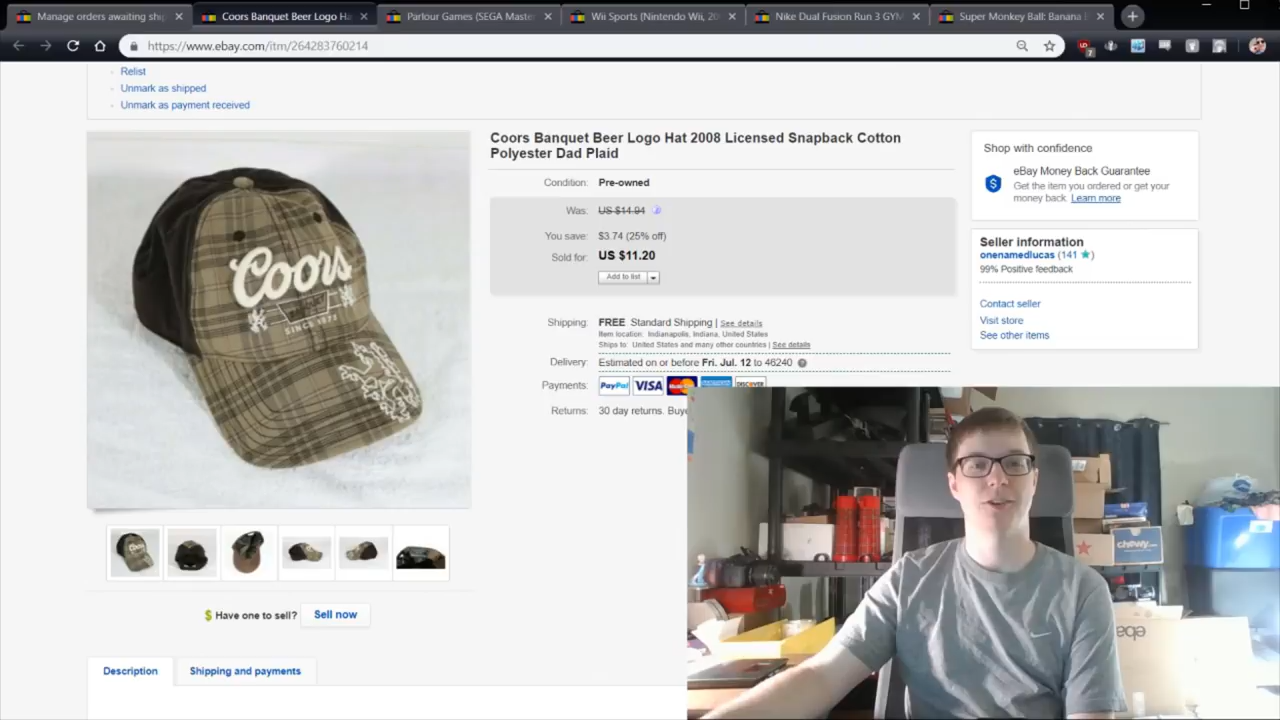 Manage orders awaiting ship
Coors Banquet Beer Logo Ha
Parlour Games (SEGA Master
Wii Sports (Nintendo Wii, 20
Nike Dual Fusion Run 3 GYM
Super Monkey Ball: Banana B
https://www.ebay.com/itm/264283760214
Relist
Unmark as shipped
Unmark as payment received
Coors Banquet Beer Logo Hat 2008 Licensed Snapback Cotton
Polyester Dad Plaid
Condition: Pre-owned
Was: US $14.94
You save: $3.74 (25% off)
Sold for: US $11.20
Add to list
Shipping: FREE Standard Shipping | See details
Item location: Indianapolis, Indiana, United States
Ships to: United States and many other countries | See details
Delivery: Estimated on or before Fri. Jul. 12 to 46240
Payments: PayPal VISA MasterCard DISCOVER
Returns: 30 day returns. Buye
Shop with confidence
eBay Money Back Guarantee
Get the item you ordered or get your
money back. Learn more
Seller information
onenamedlucas (141)
99% Positive feedback
Contact seller
Visit store
See other items
Coors
SINCE 1873
Have one to sell? Sell now
Description
Shipping and payments
chewy
ebay